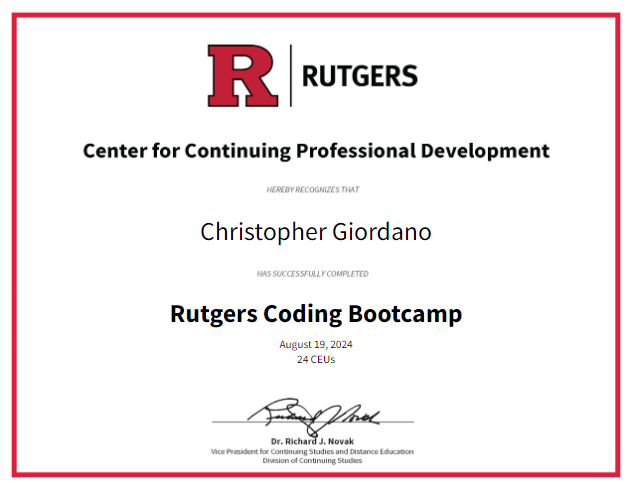 R | RUTGERS
Center for Continuing Professional Development
HEREBY RECOGNIZES THAT
Christopher Giordano
HAS SUCCESSFULLY COMPLETED
Rutgers Coding Bootcamp
August 19, 2024
24 CEUs
Richard J. Novak
Dr. Richard J. Novak
Vice President for Continuing Studies and Distance Education
Division of Continuing Studies